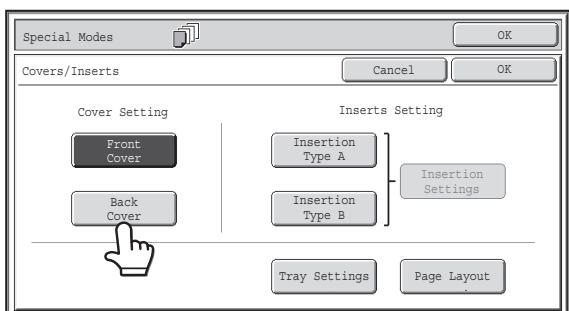 Special Modes
OK
Covers/Inserts
Cancel
OK
Cover Setting
Inserts Setting
Front
Cover
Insertion
Type A
Insertion
Settings
Back
Cover
Insertion
Type B
Tray Settings
Page Layout